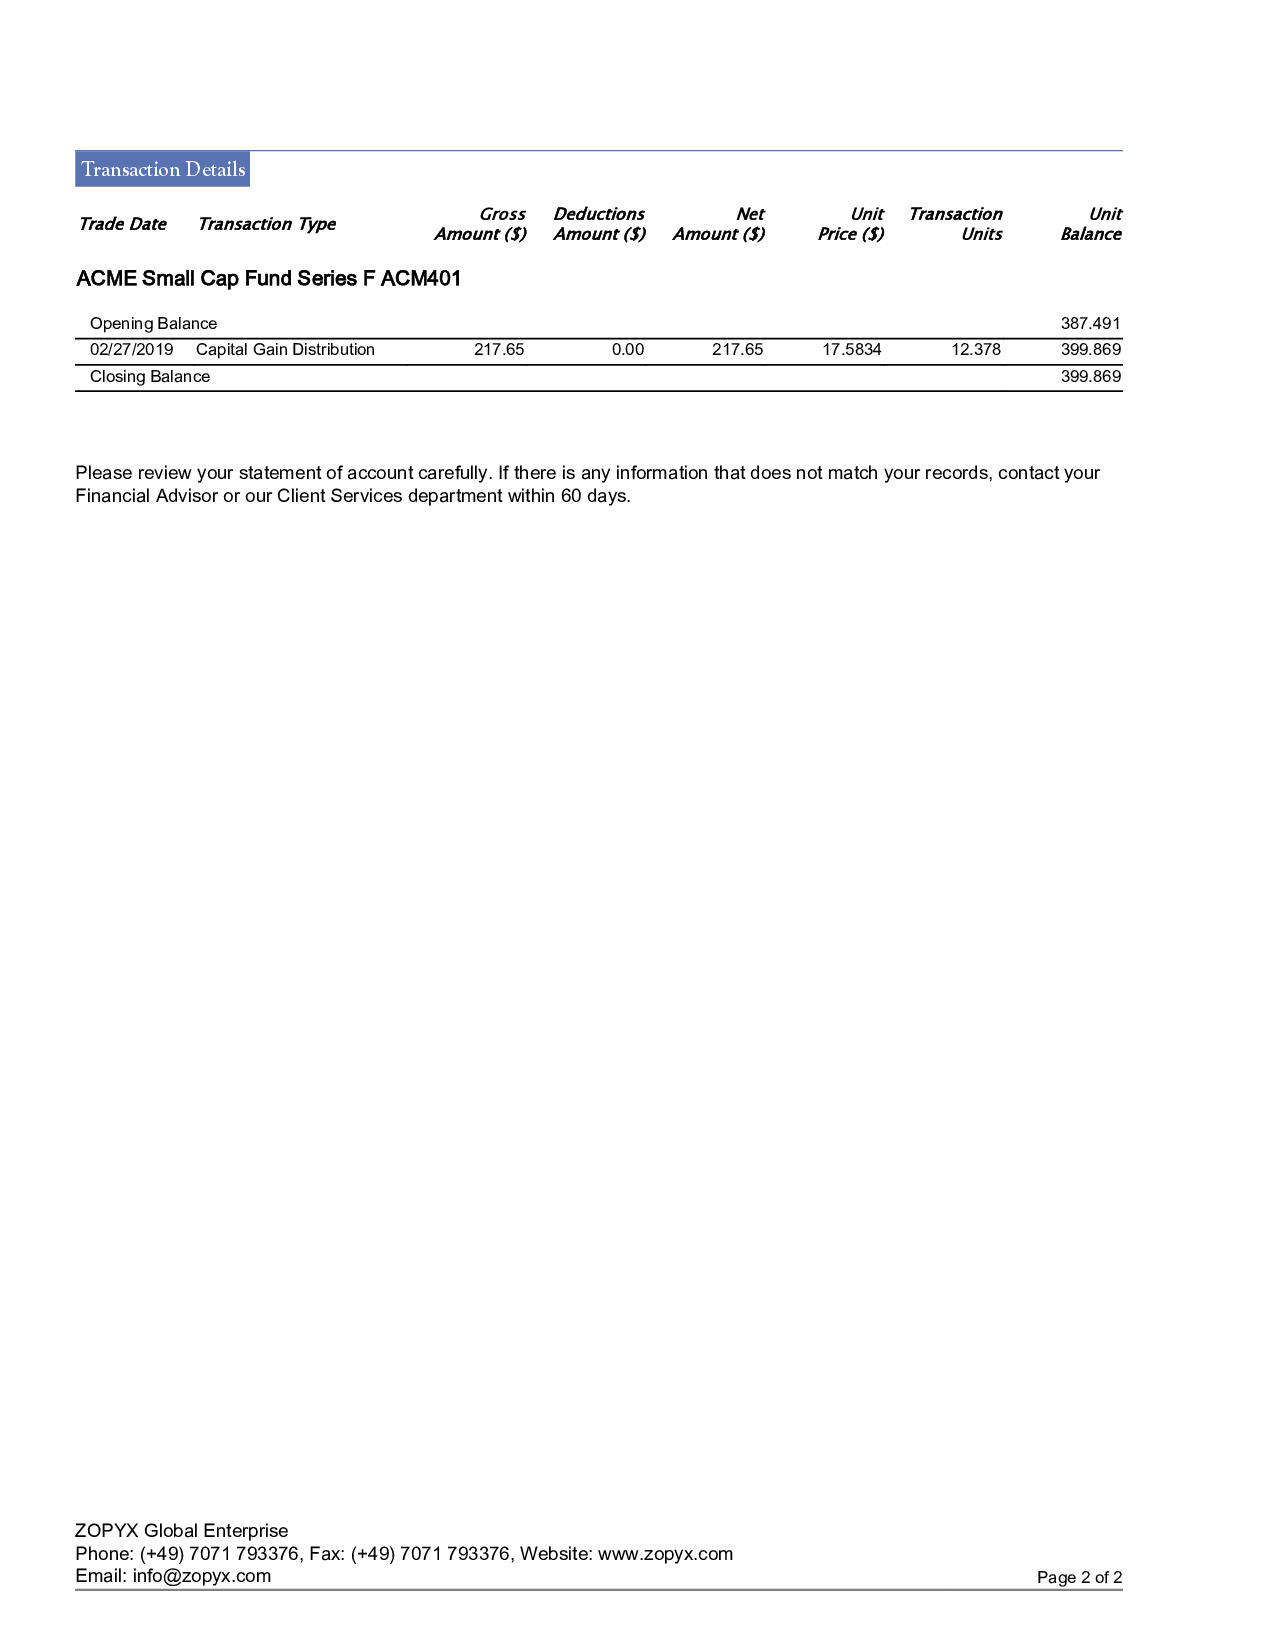 Transaction Details
Trade Date Transaction Type Gross Amount ($) Deductions Amount ($) Net Amount ($) Unit Price ($) Transaction Units Unit Balance
ACME Small Cap Fund Series F ACM401
Opening Balance 387.491
02/27/2019 Capital Gain Distribution 217.65 0.00 217.65 17.5834 12.378 399.869
Closing Balance 399.869
Please review your statement of account carefully. If there is any information that does not match your records, contact your
Financial Advisor or our Client Services department within 60 days.
ZOPYX Global Enterprise
Phone: (+49) 7071 793376, Fax: (+49) 7071 793376, Website: www.zopyx.com
Email: info@zopyx.com Page 2 of 2